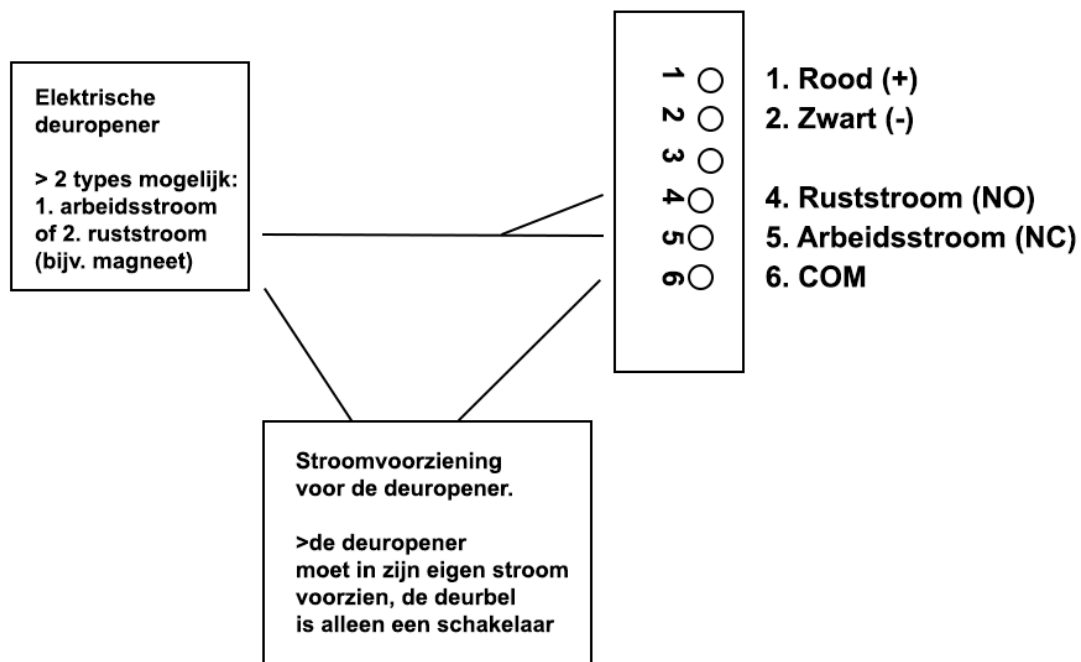 Elektrische
deuropener
> 2 types mogelijk:
1. arbeidsstroom
of 2. ruststroom
(bijv. magneet)
1
2
3
4
5
6
1. Rood (+)
2. Zwart (-)
4. Ruststroom (NO)
5. Arbeidsstroom (NC)
6. COM
Stroomvoorziening
voor de deuropener.
>de deuropener
moet in zijn eigen stroom
voorzien, de deurbel
is alleen een schakelaar